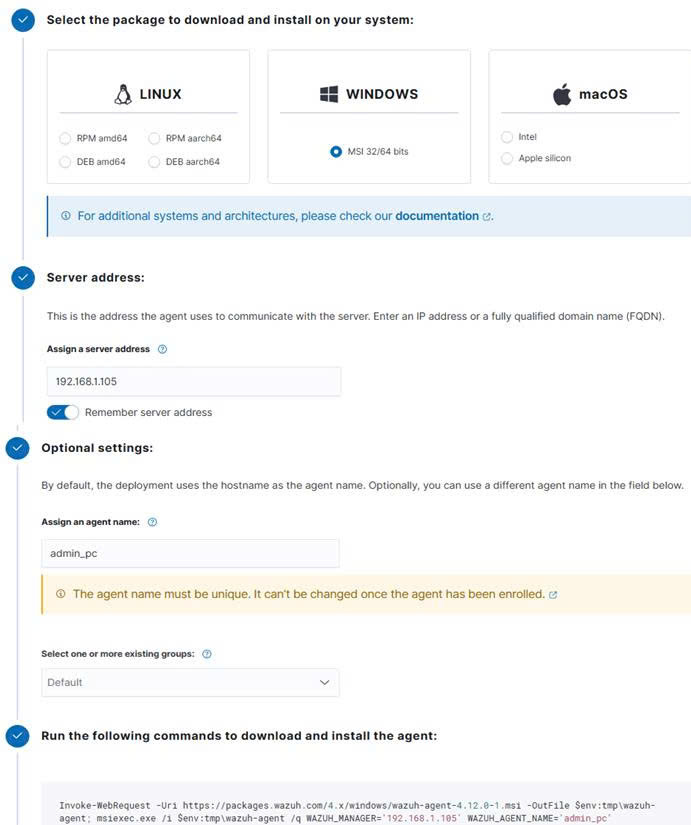 Select the package to download and install on your system:
LINUX
RPM amd64
RPM aarch64
DEB amd64
DEB aarch64
WINDOWS
MSI 32/64 bits
macOS
Intel
Apple silicon
For additional systems and architectures, please check our documentation.
Server address:
This is the address the agent uses to communicate with the server. Enter an IP address or a fully qualified domain name (FQDN).
Assign a server address
192.168.1.105
Remember server address
Optional settings:
By default, the deployment uses the hostname as the agent name. Optionally, you can use a different agent name in the field below.
Assign an agent name:
admin_pc
The agent name must be unique. It can't be changed once the agent has been enrolled.
Select one or more existing groups:
Default
Run the following commands to download and install the agent:
Invoke-WebRequest -Uri https://packages.wazuh.com/4.x/windows/wazuh-agent-4.12.0-1.msi -OutFile $env:tmp\wazuh-
agent; msiexec.exe /i $env:tmp\wazuh-agent /q WAZUH_MANAGER='192.168.1.105' WAZUH_AGENT_NAME='admin_pc'